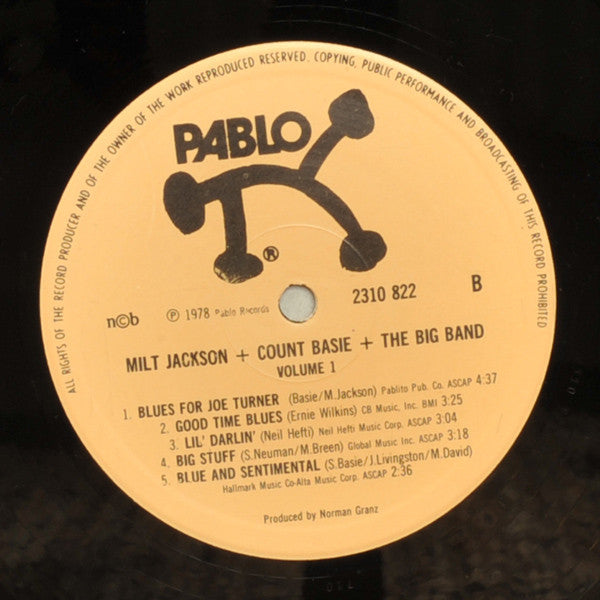 ALL RIGHTS OF THE RECORD PRODUCER AND OF THE OWNER OF THE WORK REPRODUCED RESERVED. COPYING, PUBLIC PERFORMANCE AND BROADCASTING OF THIS RECORD PROHIBITED
PABLO
®
n©b ℗ 1978 Pablo Records 2310 822 B
MILT JACKSON + COUNT BASIE + THE BIG BAND
VOLUME 1
1. BLUES FOR JOE TURNER (Basie/M.Jackson) Pablito Pub. Co. ASCAP 4:37
2. GOOD TIME BLUES (Ernie Wilkins) CB Music, Inc. BMI 3:25
3. LIL' DARLIN' (Neil Hefti) Neil Hefti Music Corp. ASCAP 3:04
4. BIG STUFF (S.Neuman/M.Breen) Global Music Inc. ASCAP 3:18
5. BLUE AND SENTIMENTAL (S.Basie/J.Livingston/M.David)
Hallmark Music Co-Alta Music Corp. ASCAP 2:36
Produced by Norman Granz